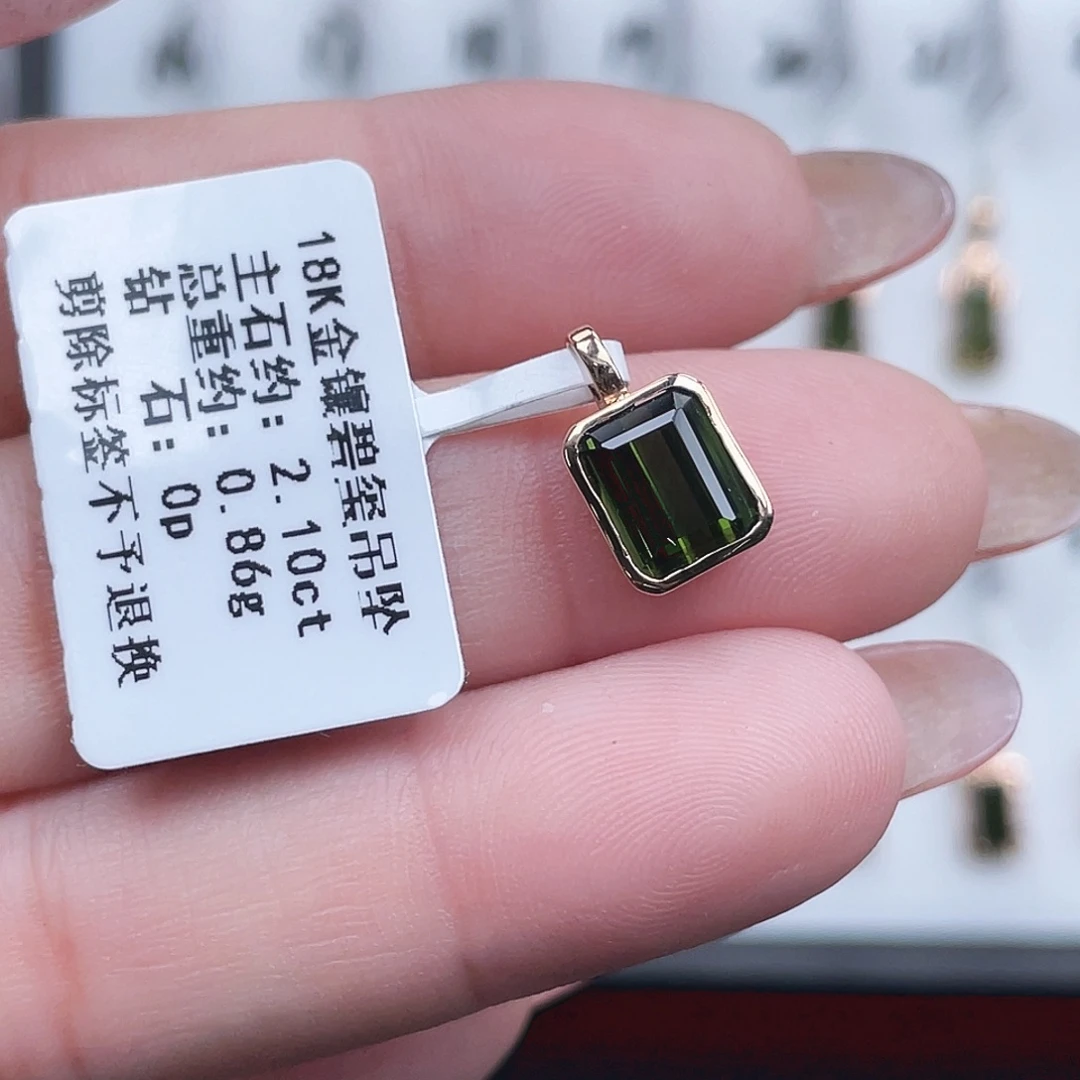 18K金镶碧玺吊坠
主石约: 2.10ct
总重约: 0.86g
钻 石: 0p
剪除标签不予退换